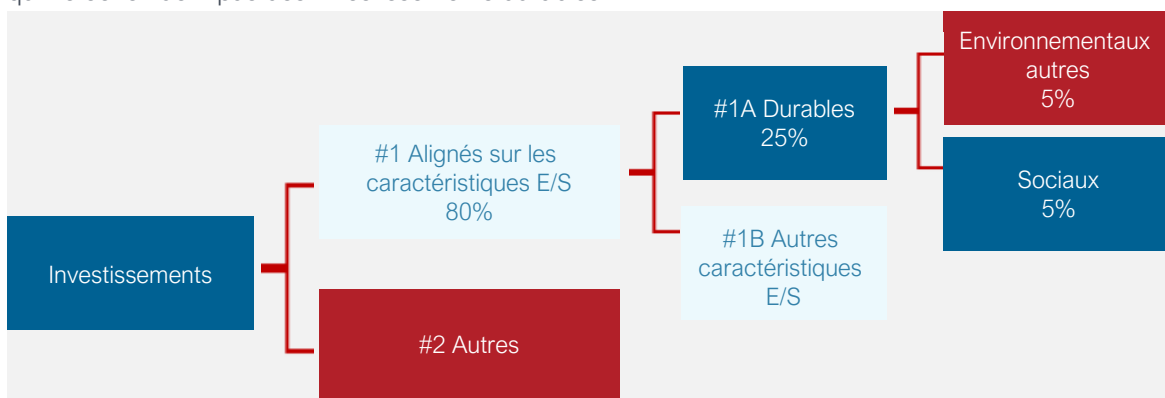 Environnementaux
autres
5%
#1A Durables
25%
#1 Alignés sur les
caractéristiques E/S
80%
Sociaux
5%
#1B Autres
caractéristiques
E/S
Investissements
#2 Autres